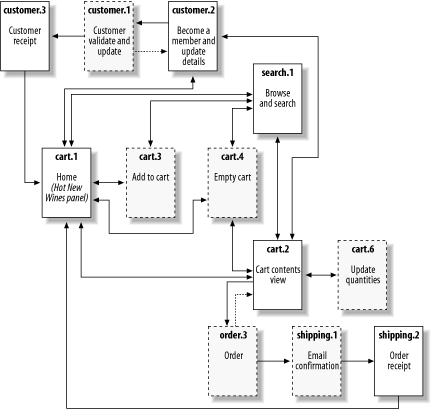 customer.3
Customer
receipt
customer.1
Customer
validate and
update
customer.2
Become a
member and
update
details
search.1
Browse
and search
cart.1
Home
(Hot New
Wines panel)
cart.3
Add to cart
cart.4
Empty cart
cart.2
Cart contents
view
cart.6
Update
quantities
order.3
Order
shipping.1
Email
confirmation
shipping.2
Order
receipt